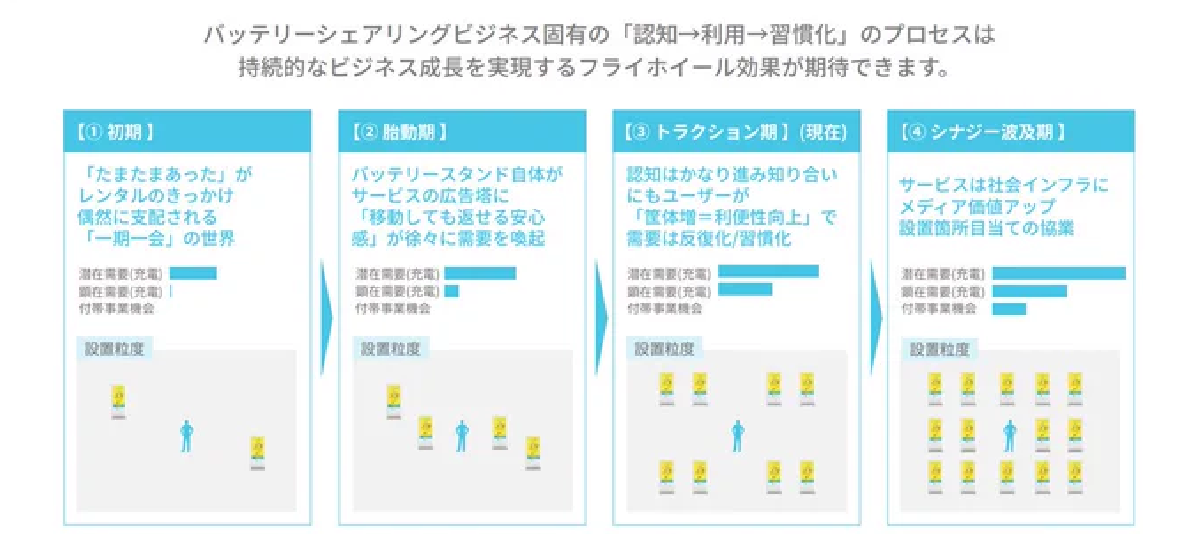 バッテリーシェアリングビジネス固有の「認知→利用→習慣化」のプロセスは
持続的なビジネス成長を実現するフライホイール効果が期待できます。
【① 初期 】
「たまたまあった」が
レンタルのきっかけ
偶然に支配される
「一期一会」の世界
潜在需要(充電)
顕在需要(充電)
付帯事業機会
設置粒度
【② 胎動期 】
バッテリースタンド自体が
サービスの広告塔に
「移動しても返せる安心
感」が徐々に需要を喚起
潜在需要(充電)
顕在需要(充電)
付帯事業機会
設置粒度
【③ トラクション期 】(現在)
認知はかなり進み知り合い
にもユーザーが
「筐体増＝利便性向上」で
需要は反復化/習慣化
潜在需要(充電)
顕在需要(充電)
付帯事業機会
設置粒度
【④ シナジー波及期 】
サービスは社会インフラに
メディア価値アップ
設置箇所目当ての協業
潜在需要(充電)
顕在需要(充電)
付帯事業機会
設置粒度